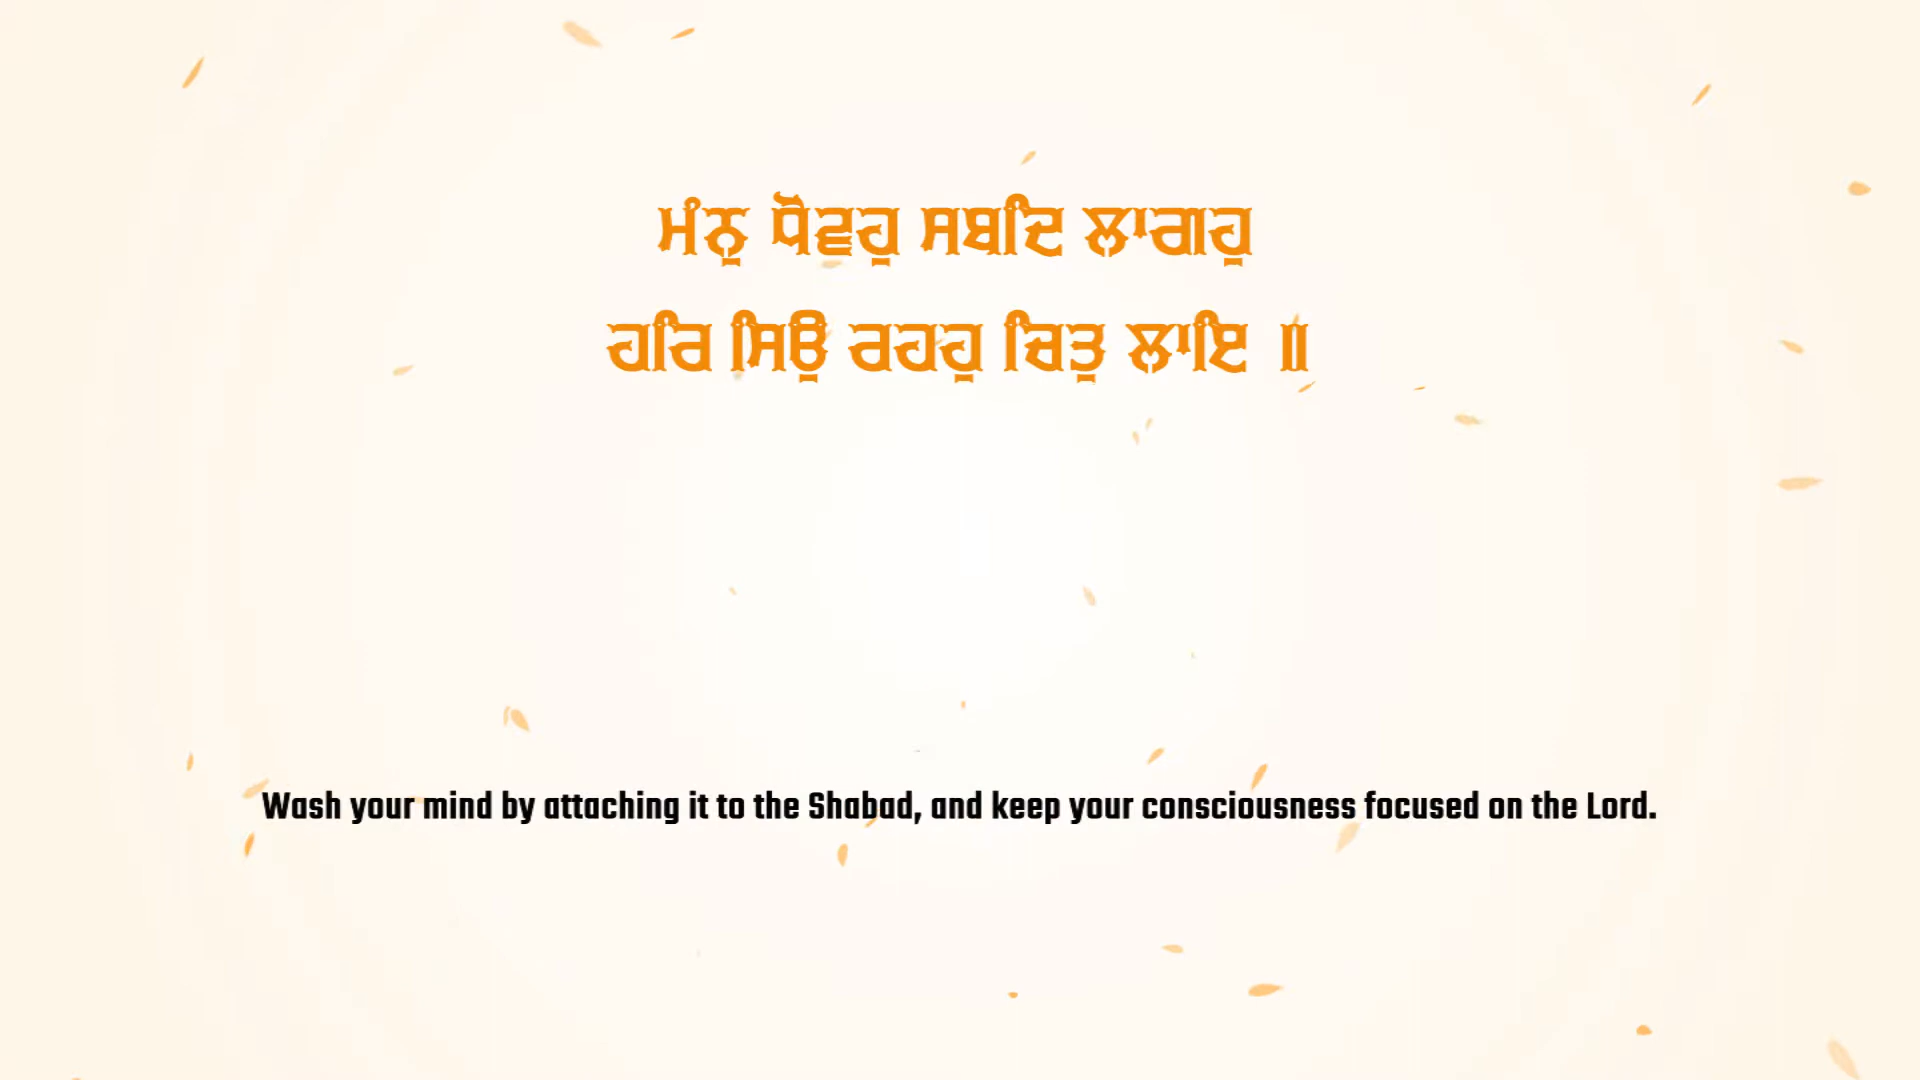 ਮੰਨੁ ਧੋਵਹੁ ਸਬਦਿ ਲਾਗਹੁ
ਹਰਿ ਸਿਉ ਰਹਹੁ ਚਿਤੁ ਲਾਇ ॥
Wash your mind by attaching it to the Shabad, and keep your consciousness focused on the Lord.